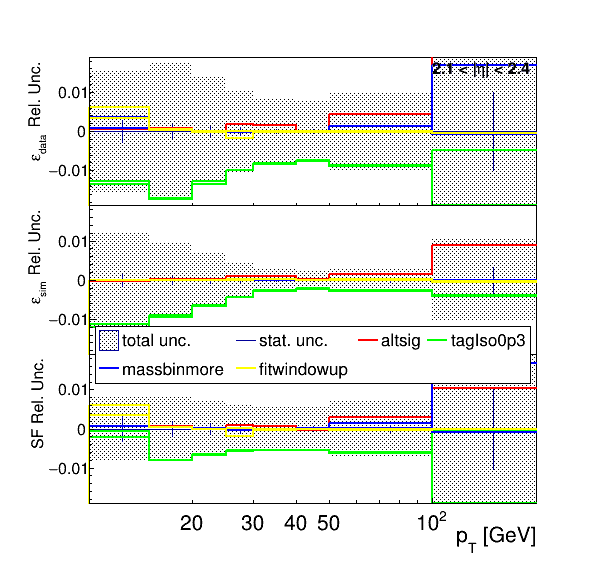 2.1 < |η| < 2.4
ε_data Rel. Unc.
0.01
0
−0.01
ε_sim Rel. Unc.
0.01
0
−0.01
total unc. stat. unc. altsig tagIso0p3
massbinmore fitwindowup
SF Rel. Unc.
0.01
0
−0.01
20 30 40 50 10²
p_T [GeV]